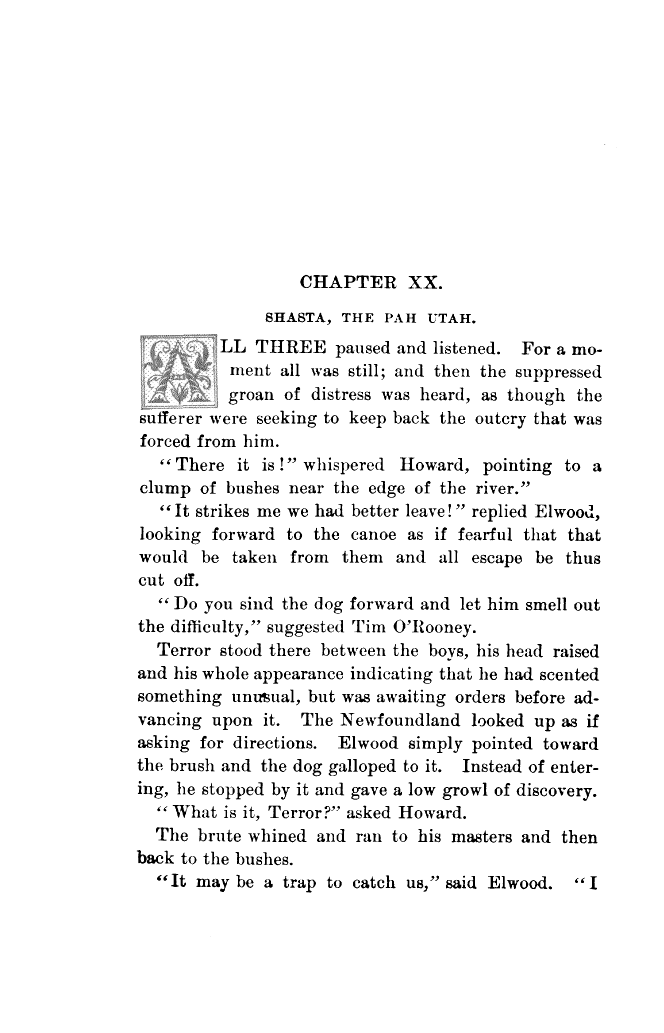 CHAPTER XX.
SHASTA, THE PAH UTAH.
ALL THREE paused and listened. For a mo-
ment all was still; and then the suppressed
groan of distress was heard, as though the
sufferer were seeking to keep back the outcry that was
forced from him.
“There it is!” whispered Howard, pointing to a
clump of bushes near the edge of the river.”
“It strikes me we had better leave!” replied Elwood,
looking forward to the canoe as if fearful that that
would be taken from them and all escape be thus
cut off.
“Do you sind the dog forward and let him smell out
the difficulty,” suggested Tim O’Rooney.
Terror stood there between the boys, his head raised
and his whole appearance indicating that he had scented
something unusual, but was awaiting orders before ad-
vancing upon it. The Newfoundland looked up as if
asking for directions. Elwood simply pointed toward
the brush and the dog galloped to it. Instead of enter-
ing, he stopped by it and gave a low growl of discovery.
“What is it, Terror?” asked Howard.
The brute whined and ran to his masters and then
back to the bushes.
“It may be a trap to catch us,” said Elwood. “I